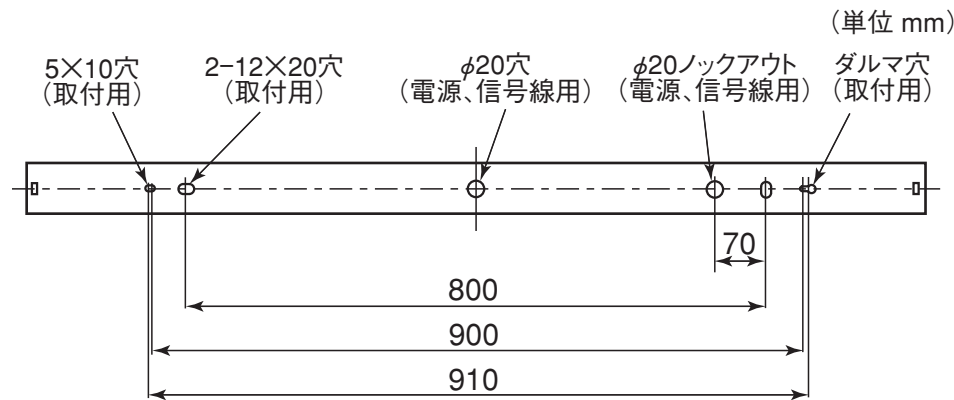 （単位 mm）
5×10穴
（取付用）
2−12×20穴
（取付用）
φ20穴
（電源、信号線用）
φ20ノックアウト
（電源、信号線用）
ダルマ穴
（取付用）
70
800
900
910